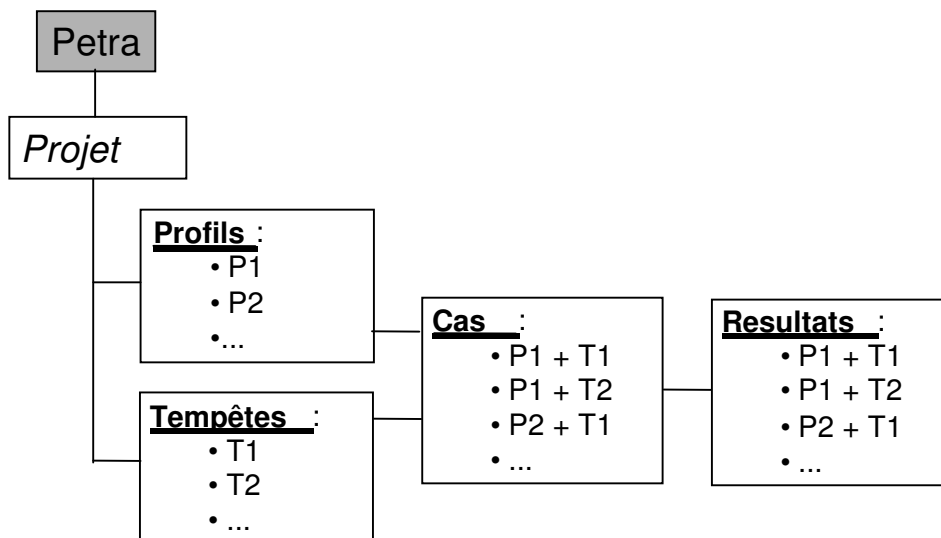 Petra
Projet
Profils :
• P1
• P2
•...
Tempêtes :
• T1
• T2
• ...
Cas :
• P1 + T1
• P1 + T2
• P2 + T1
• ...
Resultats :
• P1 + T1
• P1 + T2
• P2 + T1
• ...